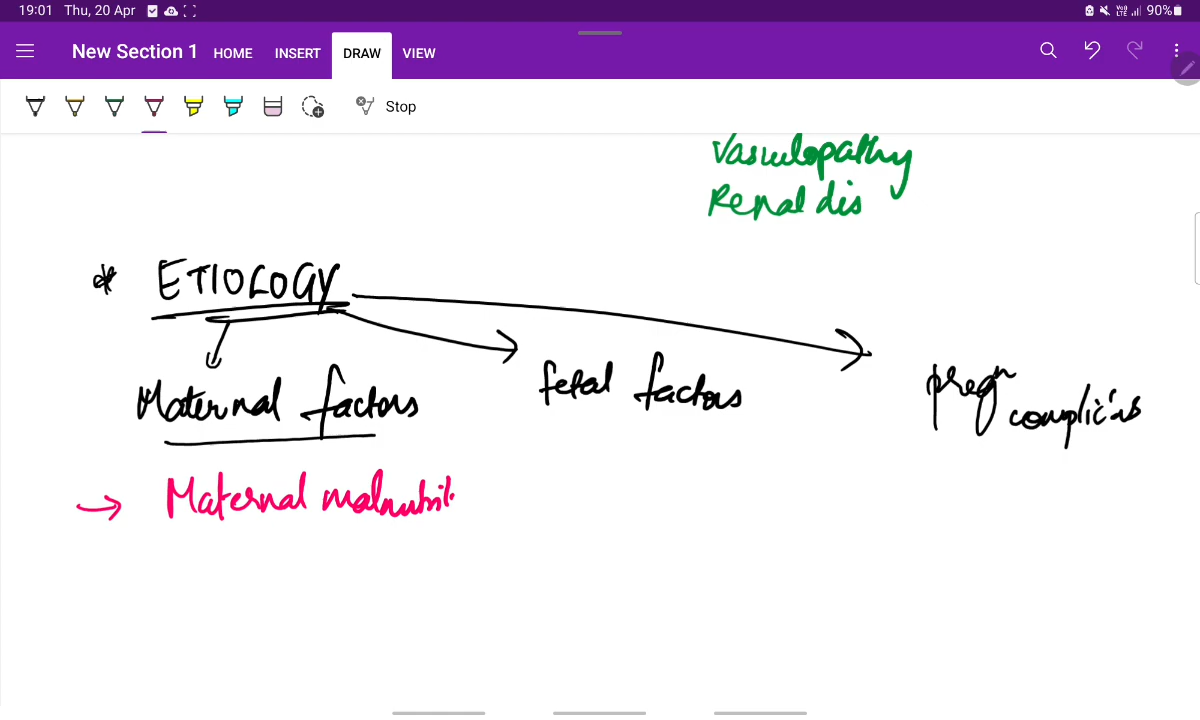 19:01 Thu, 20 Apr 90%
New Section 1 HOME INSERT DRAW VIEW
Stop
Vasculopathy
Renal dis
* ETIOLOGY
Maternal factors
fetal factors
pregn complic'ns
→ Maternal malnutrit